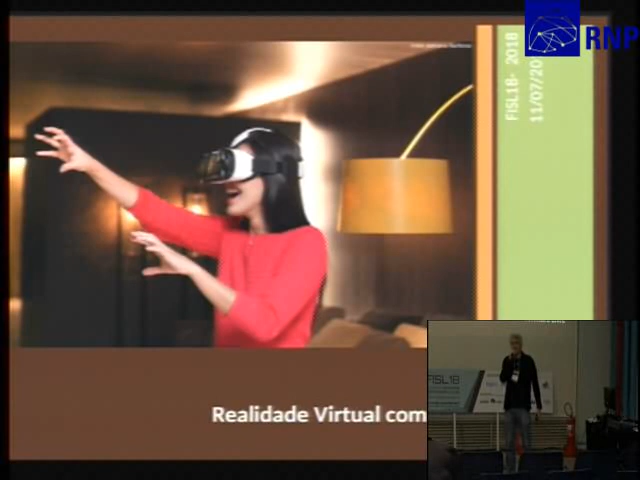 RNP
FISL18- 2018
11/07/20
Realidade Virtual com
FISL18